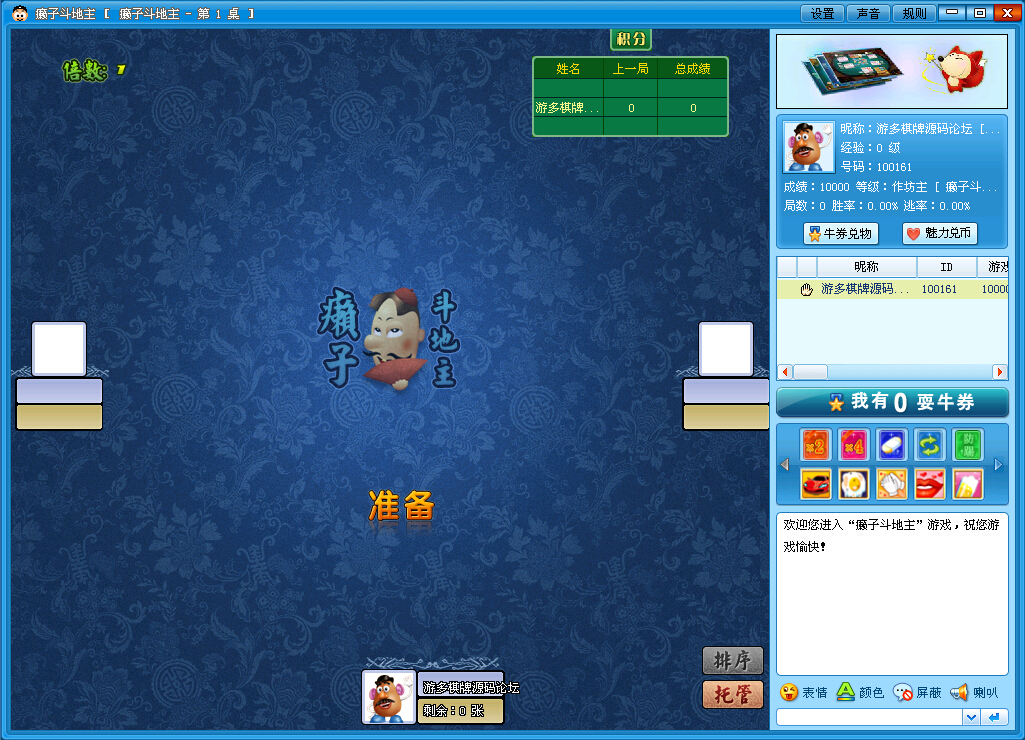 癞子斗地主 [ 癞子斗地主 - 第 1 桌 ]
设置 声音 规则
倍数: 1
积分
姓名 上一局 总成绩
游多棋牌... 0 0
昵称：游多棋牌源码论坛 [...
经验：0 级
号码：100161
成绩：10000 等级：作坊主 [ 癞子斗...
局数：0 胜率：0.00% 逃率：0.00%
牛券兑物 魅力兑币
昵称 ID 游戏
游多棋牌源码... 100161 10000
癞子 斗地主
我有0耍牛券
×2 ×4 防踢
准备
欢迎您进入“癞子斗地主”游戏，祝您游
戏愉快！
排序
托管
游多棋牌源码论坛
剩余：0 张
表情 颜色 屏蔽 喇叭